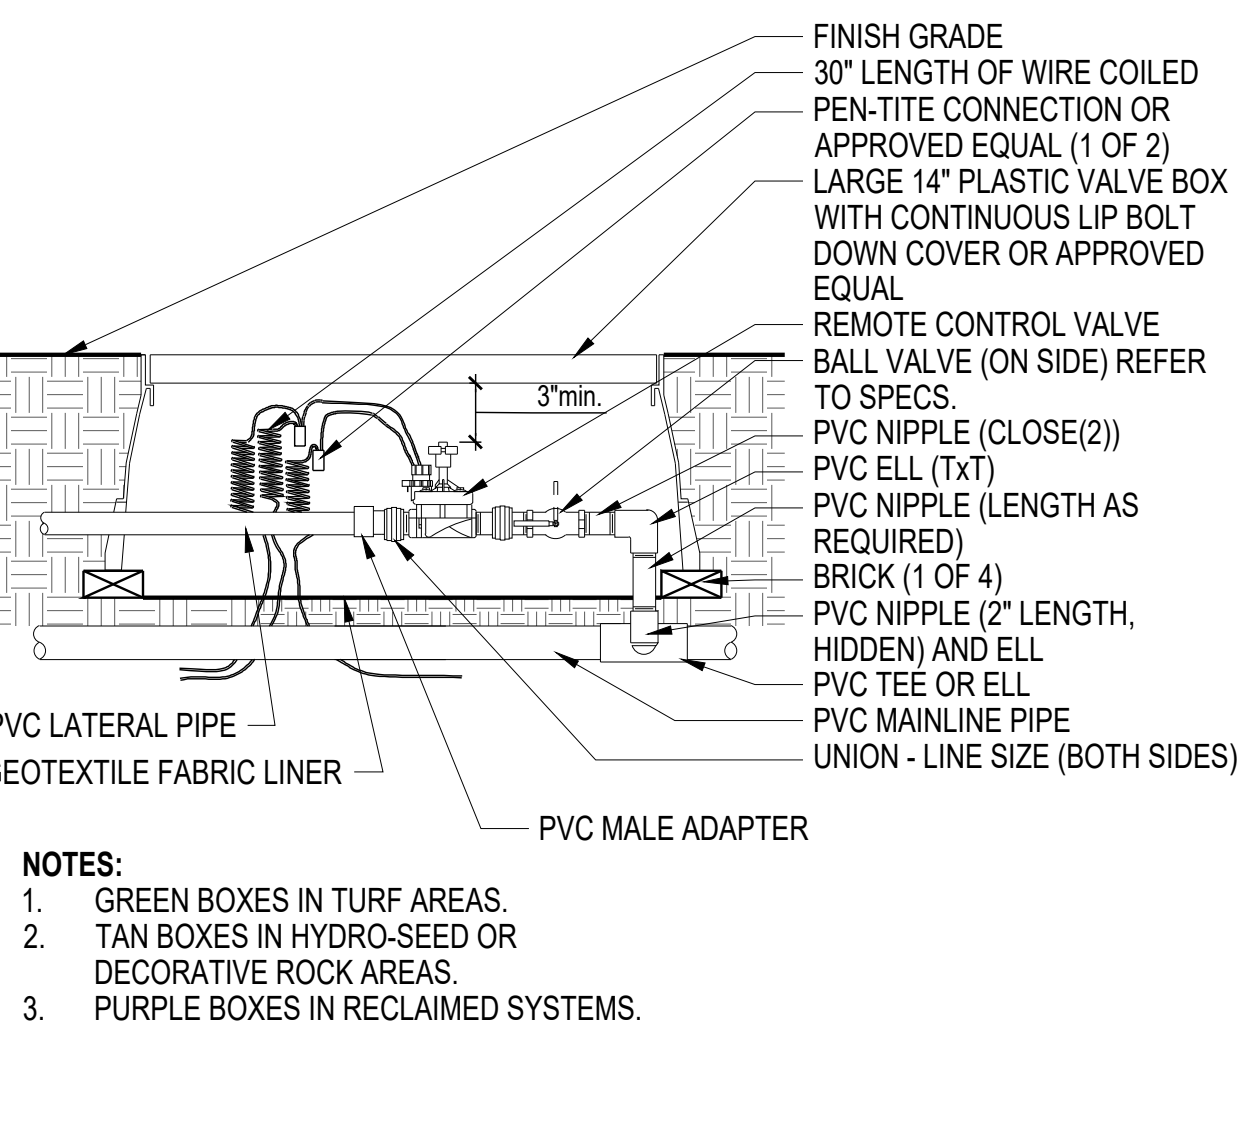 FINISH GRADE
30" LENGTH OF WIRE COILED
PEN-TITE CONNECTION OR
APPROVED EQUAL (1 OF 2)
LARGE 14" PLASTIC VALVE BOX
WITH CONTINUOUS LIP BOLT
DOWN COVER OR APPROVED
EQUAL
REMOTE CONTROL VALVE
BALL VALVE (ON SIDE) REFER
TO SPECS.
3"min.
PVC NIPPLE (CLOSE(2))
PVC ELL (TxT)
PVC NIPPLE (LENGTH AS
REQUIRED)
BRICK (1 OF 4)
PVC NIPPLE (2" LENGTH,
HIDDEN) AND ELL
PVC TEE OR ELL
PVC MAINLINE PIPE
UNION - LINE SIZE (BOTH SIDES)
PVC LATERAL PIPE
GEOTEXTILE FABRIC LINER
PVC MALE ADAPTER
NOTES:
1. GREEN BOXES IN TURF AREAS.
2. TAN BOXES IN HYDRO-SEED OR
DECORATIVE ROCK AREAS.
3. PURPLE BOXES IN RECLAIMED SYSTEMS.